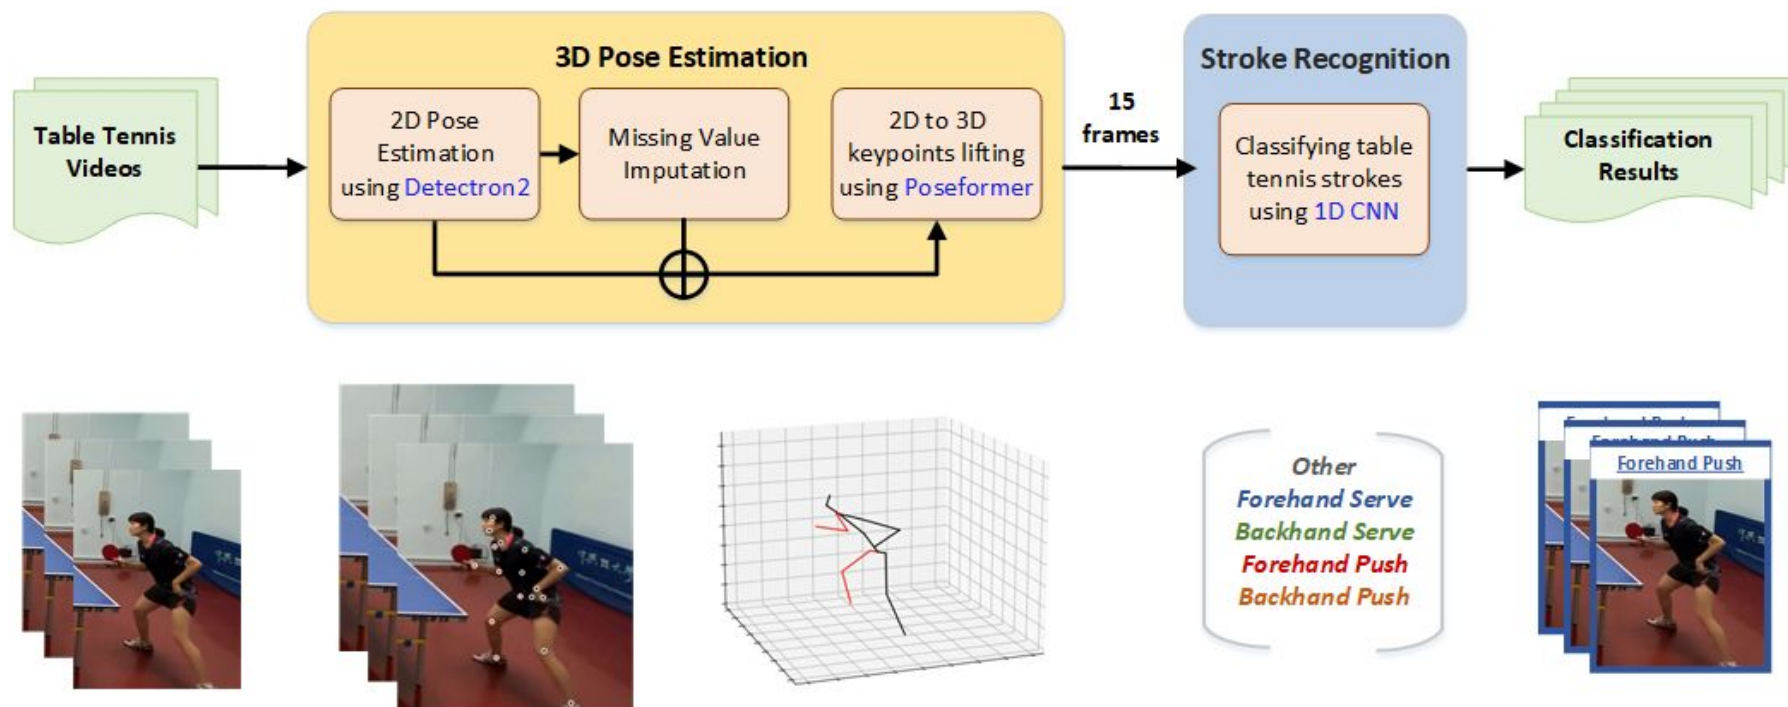 3D Pose Estimation
Stroke Recognition
Table Tennis
Videos
2D Pose
Estimation
using Detectron2
Missing Value
Imputation
2D to 3D
keypoints lifting
using Poseformer
15
frames
Classifying table
tennis strokes
using 1D CNN
Classification
Results
Other
Forehand Serve
Backhand Serve
Forehand Push
Backhand Push
Forehand Push